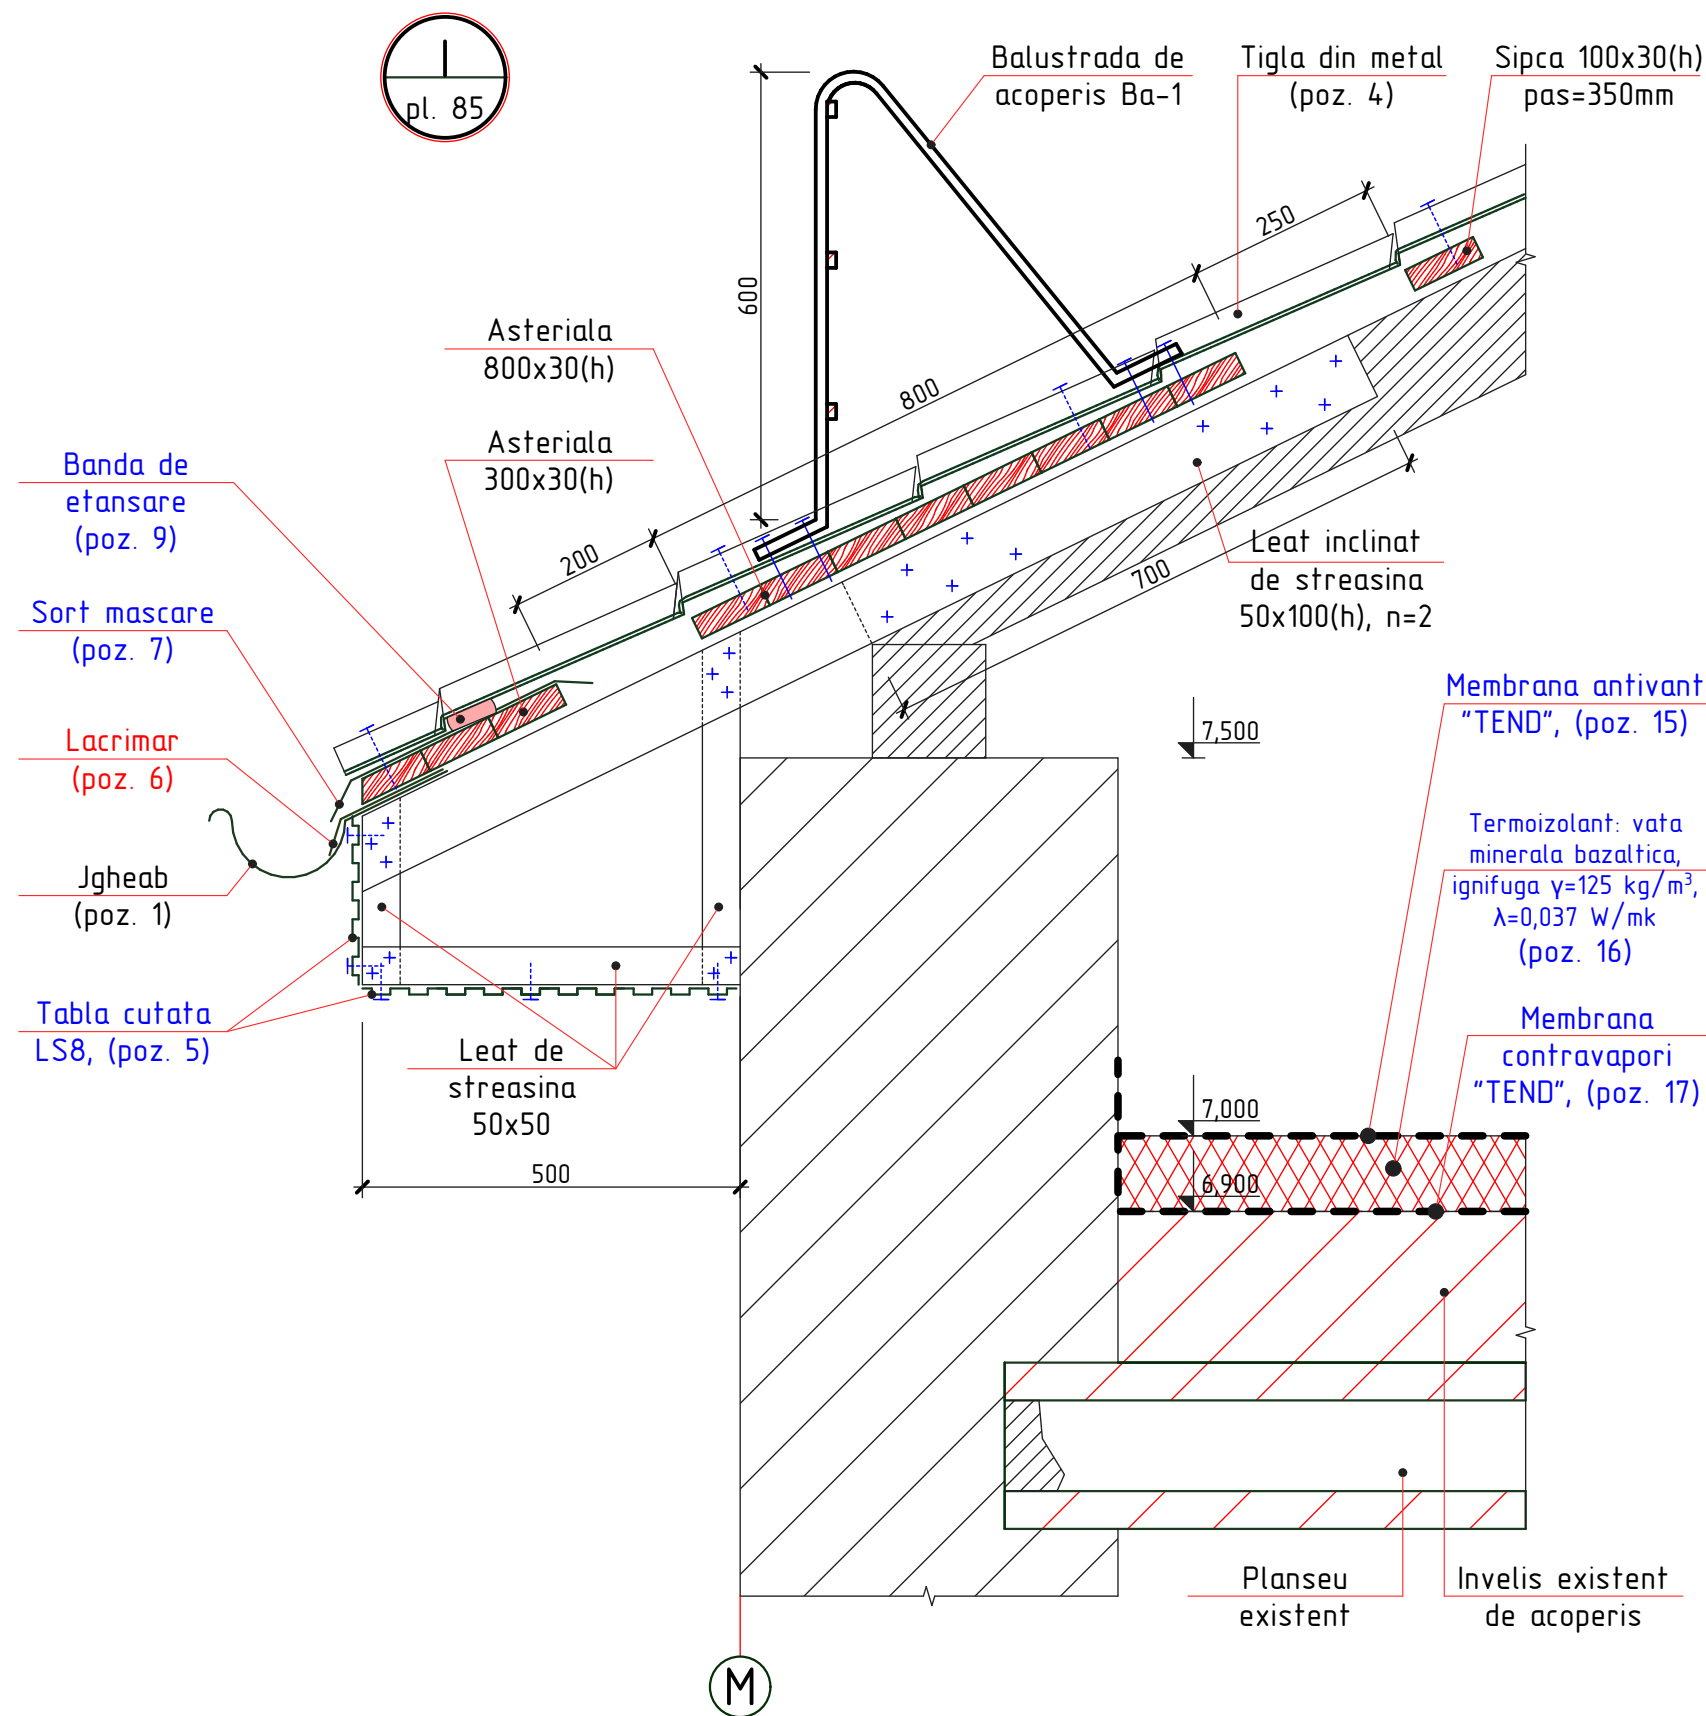 I
pl. 85
Balustrada de
acoperis Ba-1
Tigla din metal
(poz. 4)
Sipca 100x30(h)
pas=350mm
250
600
800
200
700
Asteriala
800x30(h)
Asteriala
300x30(h)
Banda de
etansare
(poz. 9)
Sort mascare
(poz. 7)
Lacrimar
(poz. 6)
Jgheab
(poz. 1)
Tabla cutata
LS8, (poz. 5)
Leat de
streasina
50x50
500
Leat inclinat
de streasina
50x100(h), n=2
7,500
Membrana antivant
"TEND", (poz. 15)
Termoizolant: vata
minerala bazaltica,
ignifuga γ=125 kg/m³,
λ=0,037 W/mk
(poz. 16)
Membrana
contravapori
"TEND", (poz. 17)
7,000
6,900
Planseu
existent
Invelis existent
de acoperis
M